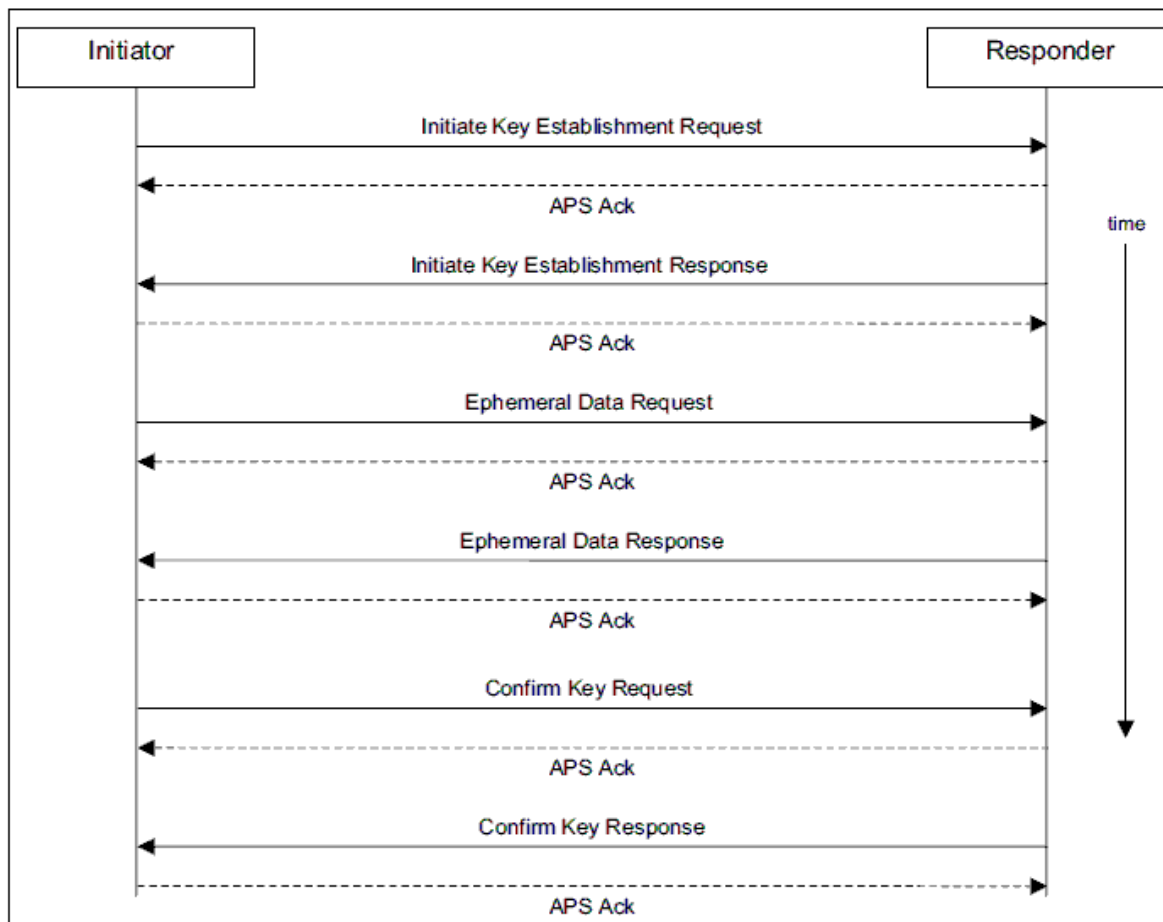 Initiator
Responder
Initiate Key Establishment Request
APS Ack
time
Initiate Key Establishment Response
APS Ack
Ephemeral Data Request
APS Ack
Ephemeral Data Response
APS Ack
Confirm Key Request
APS Ack
Confirm Key Response
APS Ack